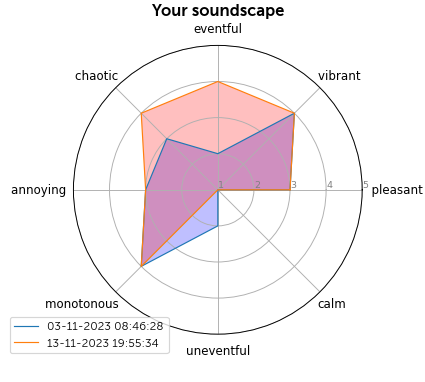 Your soundscape
eventful
chaotic
vibrant
annoying
1
2
3
4
5
pleasant
monotonous
calm
03-11-2023 08:46:28
13-11-2023 19:55:34
uneventful